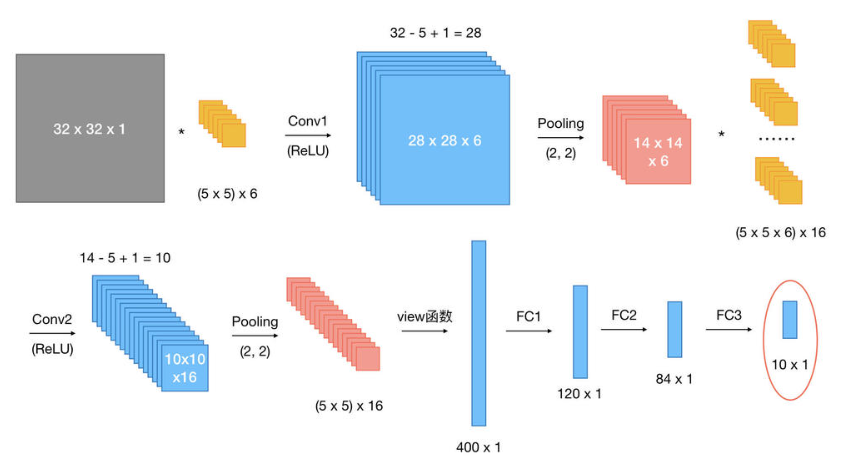 32 - 5 + 1 = 28
32 x 32 x 1
*
(5 x 5) x 6
Conv1
(ReLU)
28 x 28 x 6
Pooling
(2, 2)
14 x 14
x 6
*
......
(5 x 5 x 6) x 16
14 - 5 + 1 = 10
Conv2
(ReLU)
10x10
x16
Pooling
(2, 2)
(5 x 5) x 16
view函数
400 x 1
FC1
120 x 1
FC2
84 x 1
FC3
10 x 1